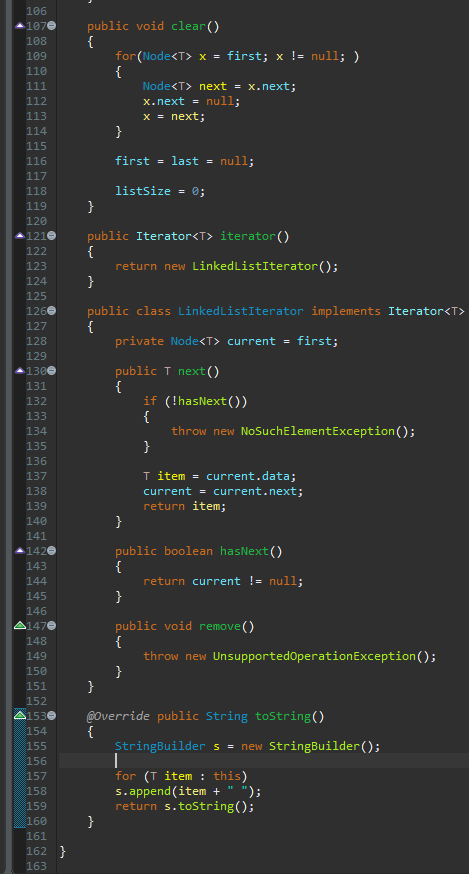 106
107 public void clear()
108 {
109 for(Node<T> x = first; x != null; )
110 {
111 Node<T> next = x.next;
112 x.next = null;
113 x = next;
114 }
115
116 first = last = null;
117
118 listSize = 0;
119 }
120
121 public Iterator<T> iterator()
122 {
123 return new LinkedListIterator();
124 }
125
126 public class LinkedListIterator implements Iterator<T>
127 {
128 private Node<T> current = first;
129
130 public T next()
131 {
132 if (!hasNext())
133 {
134 throw new NoSuchElementException();
135 }
136
137 T item = current.data;
138 current = current.next;
139 return item;
140 }
141
142 public boolean hasNext()
143 {
144 return current != null;
145 }
146
147 public void remove()
148 {
149 throw new UnsupportedOperationException();
150 }
151 }
152
153 @Override public String toString()
154 {
155 StringBuilder s = new StringBuilder();
156
157 for (T item : this)
158 s.append(item + " ");
159 return s.toString();
160 }
161
162 }
163